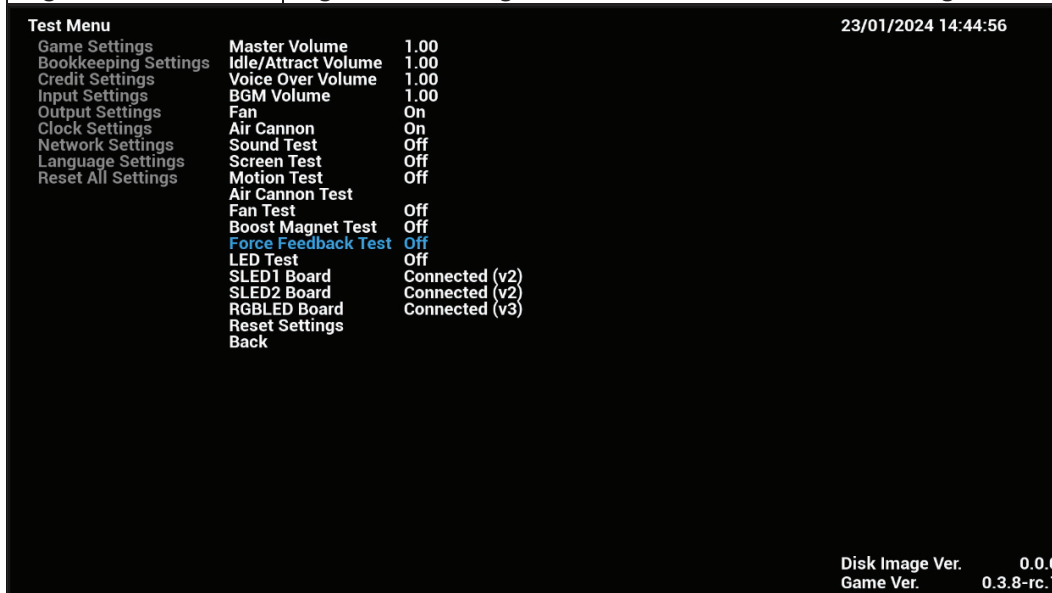 Test Menu 23/01/2024 14:44:56
Game Settings Master Volume 1.00
Bookkeeping Settings Idle/Attract Volume 1.00
Credit Settings Voice Over Volume 1.00
Input Settings BGM Volume 1.00
Output Settings Fan On
Clock Settings Air Cannon On
Network Settings Sound Test Off
Language Settings Screen Test Off
Reset All Settings Motion Test Off
Air Cannon Test
Fan Test Off
Boost Magnet Test Off
Force Feedback Test Off
LED Test Off
SLED1 Board Connected (v2)
SLED2 Board Connected (v2)
RGBLED Board Connected (v3)
Reset Settings
Back
Disk Image Ver.
Game Ver.